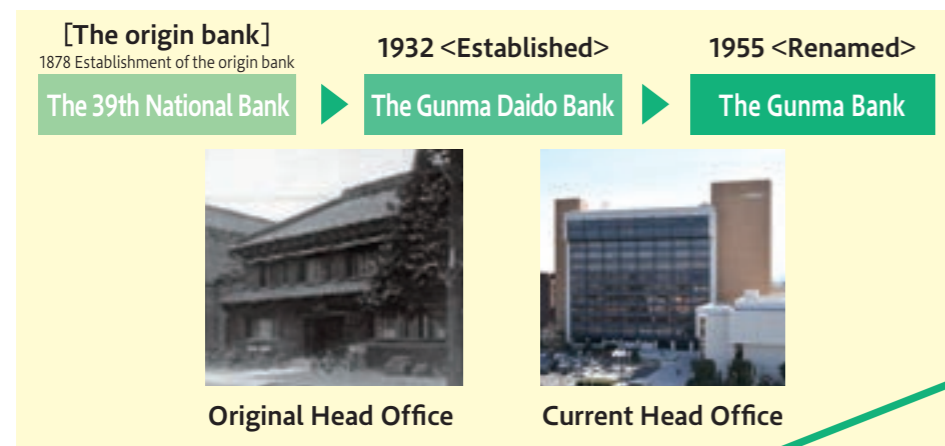 [The origin bank]
1878 Establishment of the origin bank
The 39th National Bank
1932 <Established>
The Gunma Daido Bank
1955 <Renamed>
The Gunma Bank
Original Head Office
Current Head Office